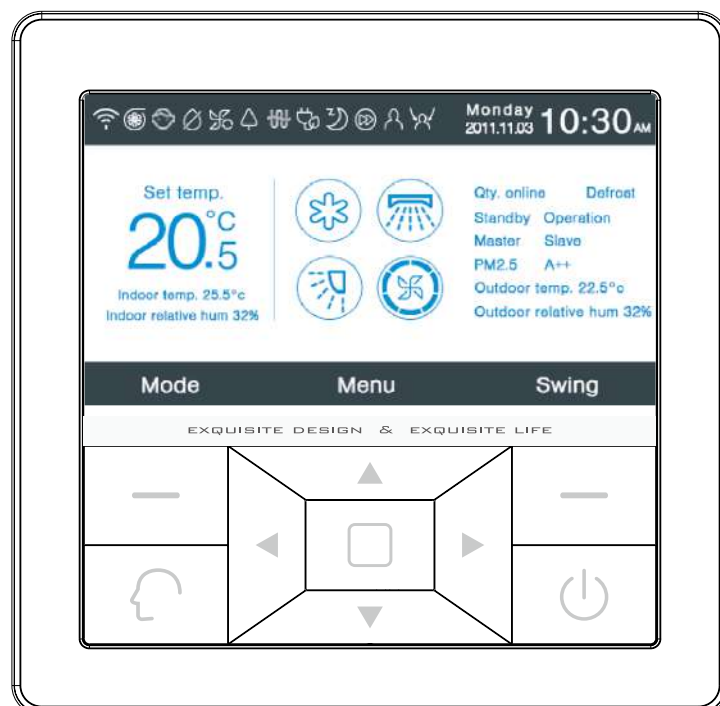 Monday
2011.11.03 10:30 AM
Set temp.
20.5°C
Indoor temp. 25.5°c
Indoor relative hum 32%
Qty. online Defrost
Standby Operation
Master Slave
PM2.5 A++
Outdoor temp. 22.5°c
Outdoor relative hum 32%
Mode Menu Swing
EXQUISITE DESIGN & EXQUISITE LIFE